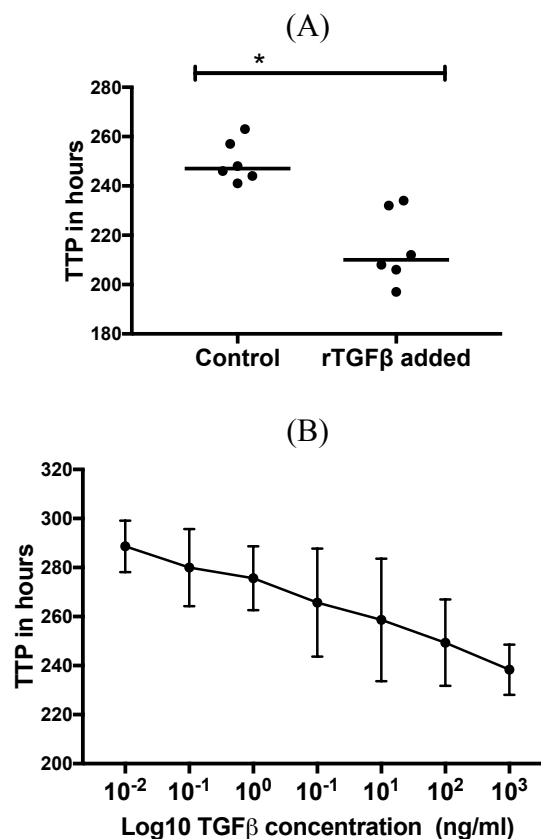 (A)
*
280
260
240
220
200
180
TTP in hours
Control rTGFβ added
(B)
320
300
280
260
240
220
200
TTP in hours
10⁻² 10⁻¹ 10⁰ 10⁻¹ 10¹ 10² 10³
Log10 TGFβ concentration (ng/ml)